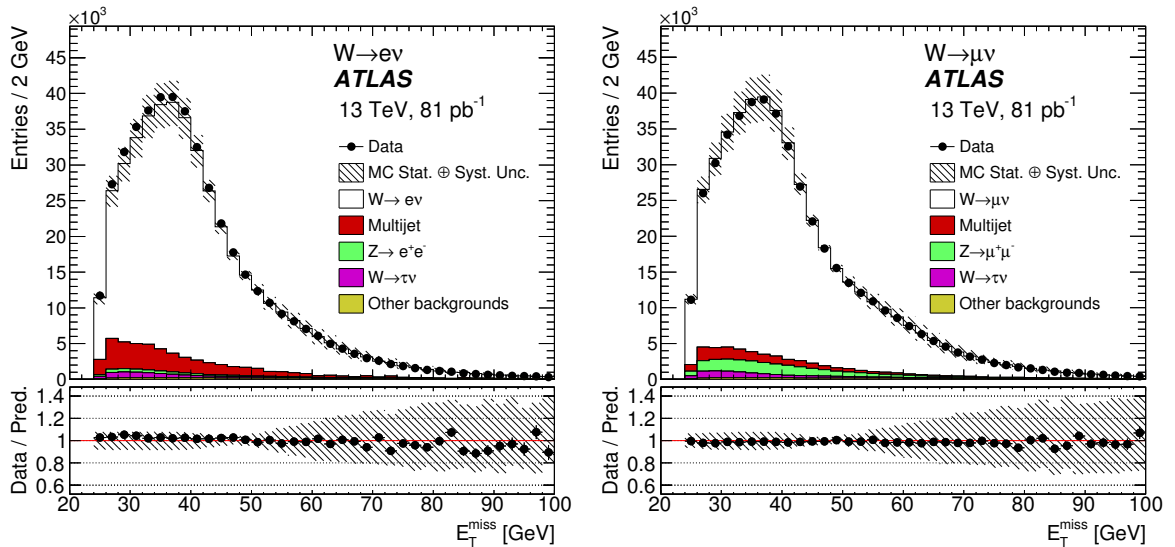 ×10³
Entries / 2 GeV
45
40
35
30
25
20
15
10
5
0
W→eν
ATLAS
13 TeV, 81 pb⁻¹
Data
MC Stat. ⊕ Syst. Unc.
W→ eν
Multijet
Z→ e⁺e⁻
W→τν
Other backgrounds
Data / Pred.
1.4
1.2
1
0.8
0.6
20 30 40 50 60 70 80 90 100
E_T^miss [GeV]
×10³
Entries / 2 GeV
45
40
35
30
25
20
15
10
5
0
W→μν
ATLAS
13 TeV, 81 pb⁻¹
Data
MC Stat. ⊕ Syst. Unc.
W→μν
Multijet
Z→μ⁺μ⁻
W→τν
Other backgrounds
Data / Pred.
1.4
1.2
1
0.8
0.6
20 30 40 50 60 70 80 90 100
E_T^miss [GeV]